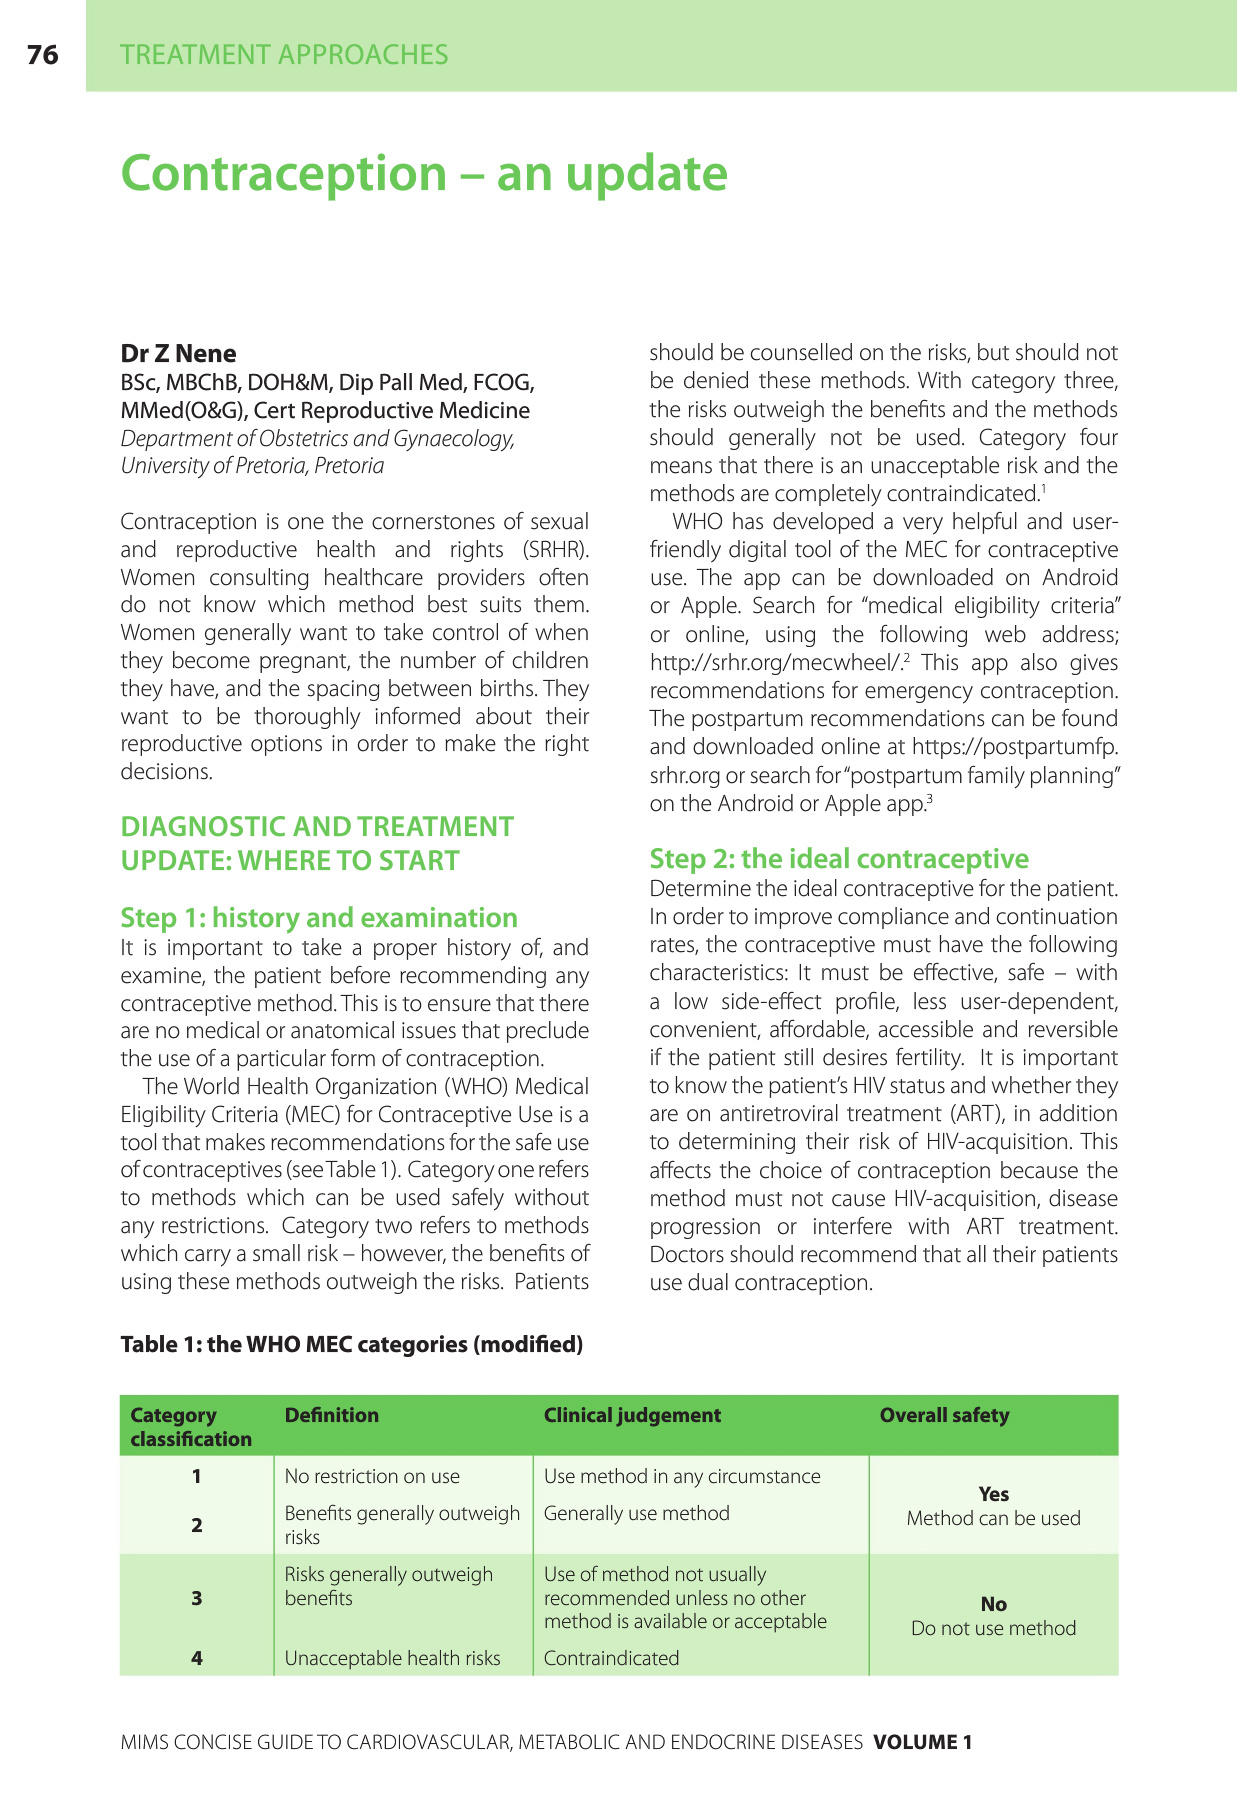 76
TREATMENT APPROACHES
Contraception – an update
Dr Z Nene
BSc, MBChB, DOH&M, Dip Pall Med, FCOG,
MMed(O&G), Cert Reproductive Medicine
Department of Obstetrics and Gynaecology,
University of Pretoria, Pretoria
Contraception is one the cornerstones of sexual
and reproductive health and rights (SRHR).
Women consulting healthcare providers often
do not know which method best suits them.
Women generally want to take control of when
they become pregnant, the number of children
they have, and the spacing between births. They
want to be thoroughly informed about their
reproductive options in order to make the right
decisions.
DIAGNOSTIC AND TREATMENT
UPDATE: WHERE TO START
Step 1: history and examination
It is important to take a proper history of, and
examine, the patient before recommending any
contraceptive method. This is to ensure that there
are no medical or anatomical issues that preclude
the use of a particular form of contraception.
The World Health Organization (WHO) Medical
Eligibility Criteria (MEC) for Contraceptive Use is a
tool that makes recommendations for the safe use
of contraceptives (see Table 1). Category one refers
to methods which can be used safely without
any restrictions. Category two refers to methods
which carry a small risk – however, the benefits of
using these methods outweigh the risks. Patients
should be counselled on the risks, but should not
be denied these methods. With category three,
the risks outweigh the benefits and the methods
should generally not be used. Category four
means that there is an unacceptable risk and the
methods are completely contraindicated.1
WHO has developed a very helpful and user-
friendly digital tool of the MEC for contraceptive
use. The app can be downloaded on Android
or Apple. Search for “medical eligibility criteria”
or online, using the following web address;
http://srhr.org/mecwheel/.2 This app also gives
recommendations for emergency contraception.
The postpartum recommendations can be found
and downloaded online at https://postpartumfp.
srhr.org or search for “postpartum family planning”
on the Android or Apple app.3
Step 2: the ideal contraceptive
Determine the ideal contraceptive for the patient.
In order to improve compliance and continuation
rates, the contraceptive must have the following
characteristics: It must be effective, safe – with
a low side-effect profile, less user-dependent,
convenient, affordable, accessible and reversible
if the patient still desires fertility. It is important
to know the patient’s HIV status and whether they
are on antiretroviral treatment (ART), in addition
to determining their risk of HIV-acquisition. This
affects the choice of contraception because the
method must not cause HIV-acquisition, disease
progression or interfere with ART treatment.
Doctors should recommend that all their patients
use dual contraception.
Table 1: the WHO MEC categories (modified)
Category classification Definition Clinical judgement Overall safety
1 No restriction on use Use method in any circumstance
2 Benefits generally outweigh risks Generally use method
Yes
Method can be used
3 Risks generally outweigh benefits Use of method not usually recommended unless no other method is available or acceptable
4 Unacceptable health risks Contraindicated
No
Do not use method
MIMS CONCISE GUIDE TO CARDIOVASCULAR, METABOLIC AND ENDOCRINE DISEASES VOLUME 1